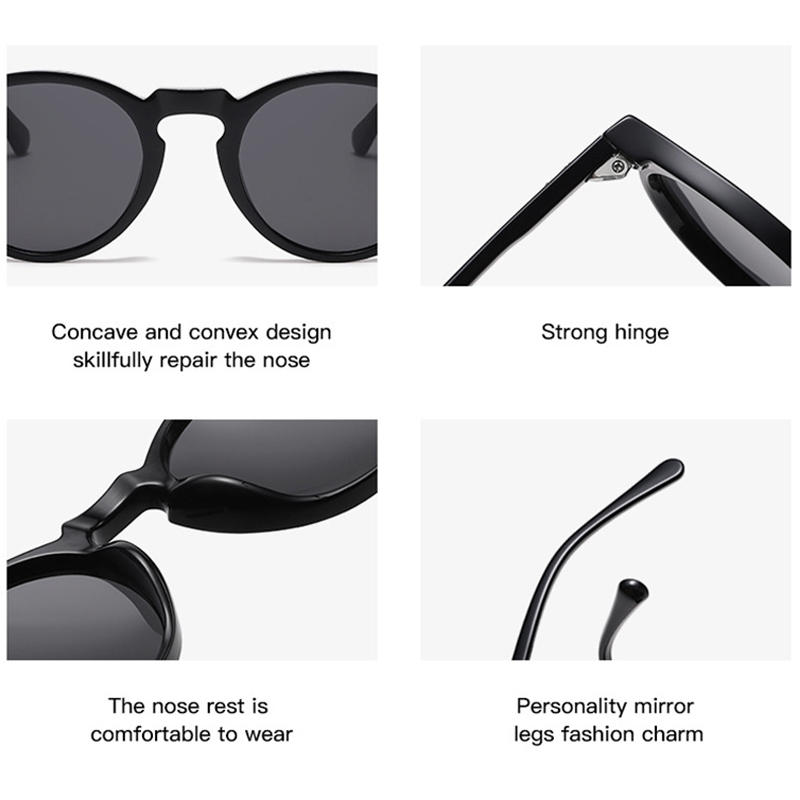 Concave and convex design
skillfully repair the nose
Strong hinge
The nose rest is
comfortable to wear
Personality mirror
legs fashion charm